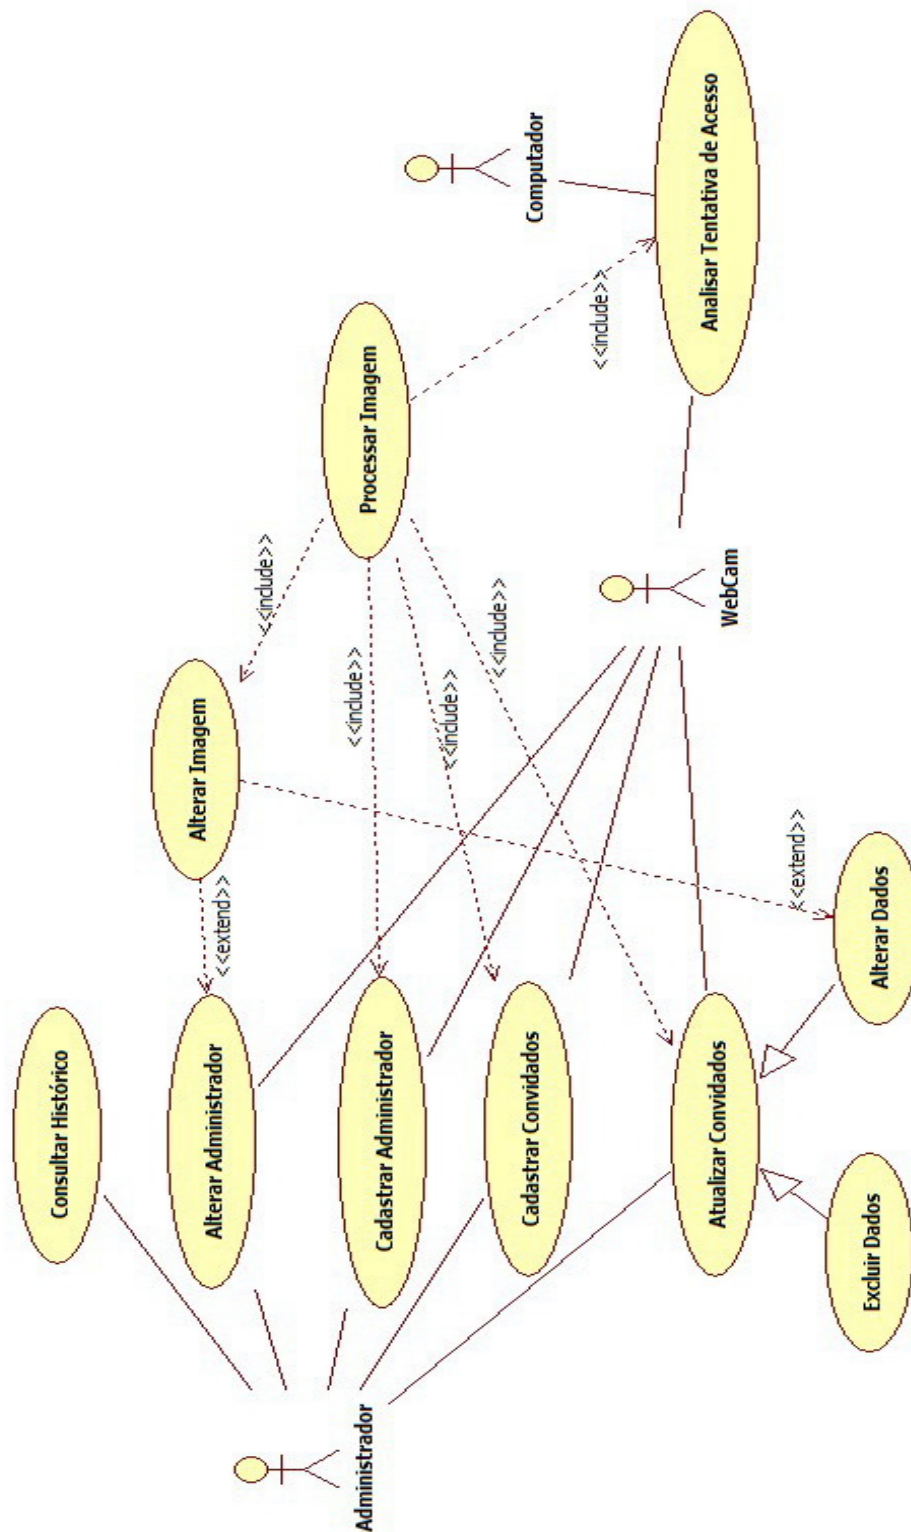 Consultar Histórico
Alterar Administrador
<<extend>>
Alterar Imagem
<<include>>
Processar Imagem
<<include>>
Cadastrar Administrador
<<include>>
Cadastrar Convidados
<<include>>
Administrador
Computador
<<include>>
WebCam
Analisar Tentativa de Acesso
Atualizar Convidados
<<extend>>
Excluir Dados
Alterar Dados